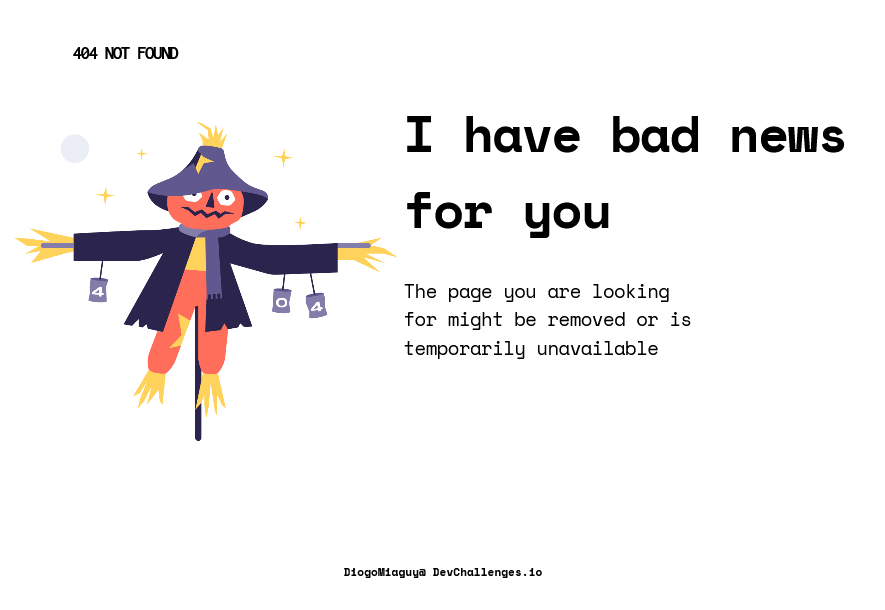 404 NOT FOUND
I have bad news
for you
The page you are looking
for might be removed or is
temporarily unavailable
4
0
4
DiogoMiaguy@ DevChallenges.io